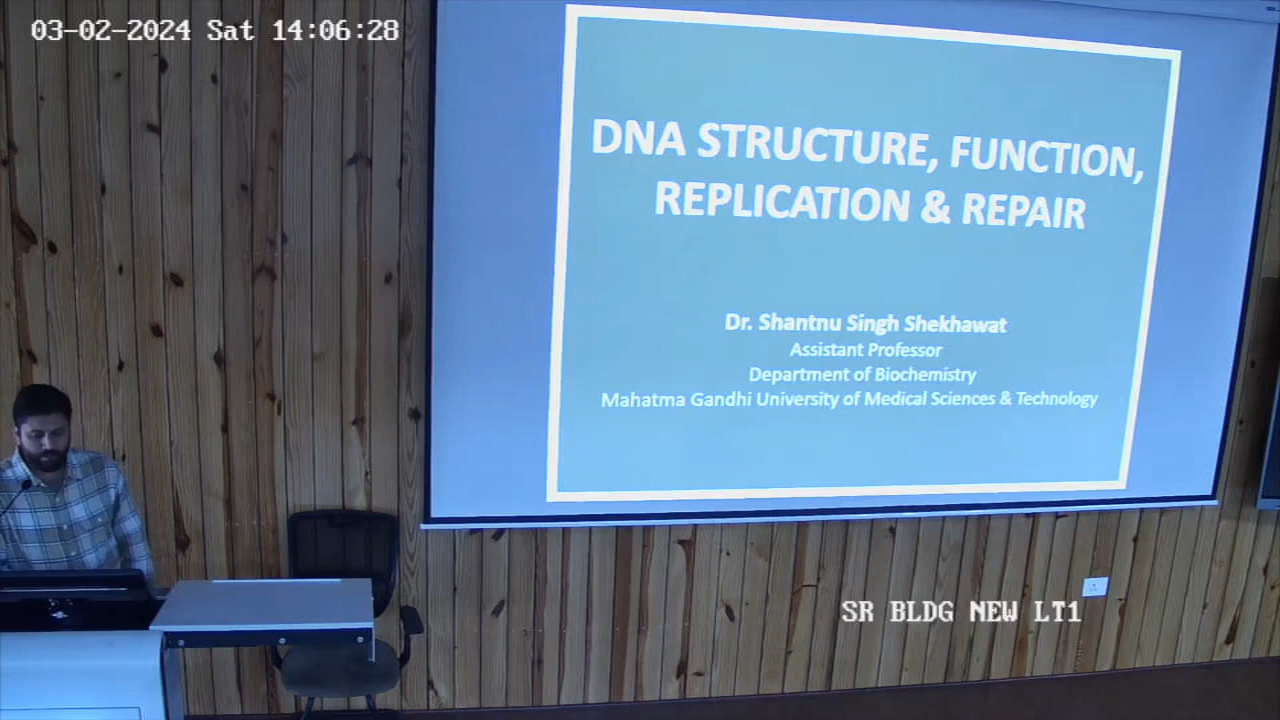 03-02-2024 Sat 14:06:28
DNA STRUCTURE, FUNCTION,
REPLICATION & REPAIR
Dr. Shantnu Singh Shekhawat
Assistant Professor
Department of Biochemistry
Mahatma Gandhi University of Medical Sciences & Technology
SR BLDG NEW LT1